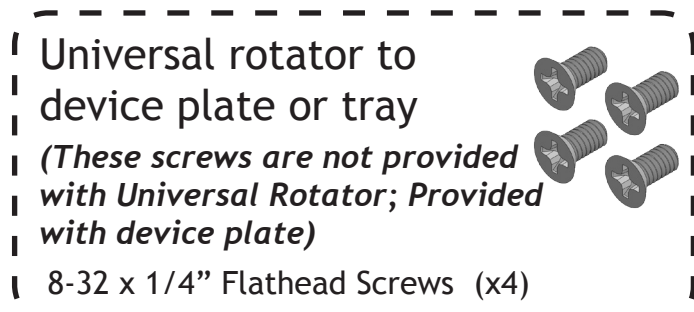 Universal rotator to
device plate or tray
(These screws are not provided
with Universal Rotator; Provided
with device plate)
8-32 x 1/4” Flathead Screws (x4)